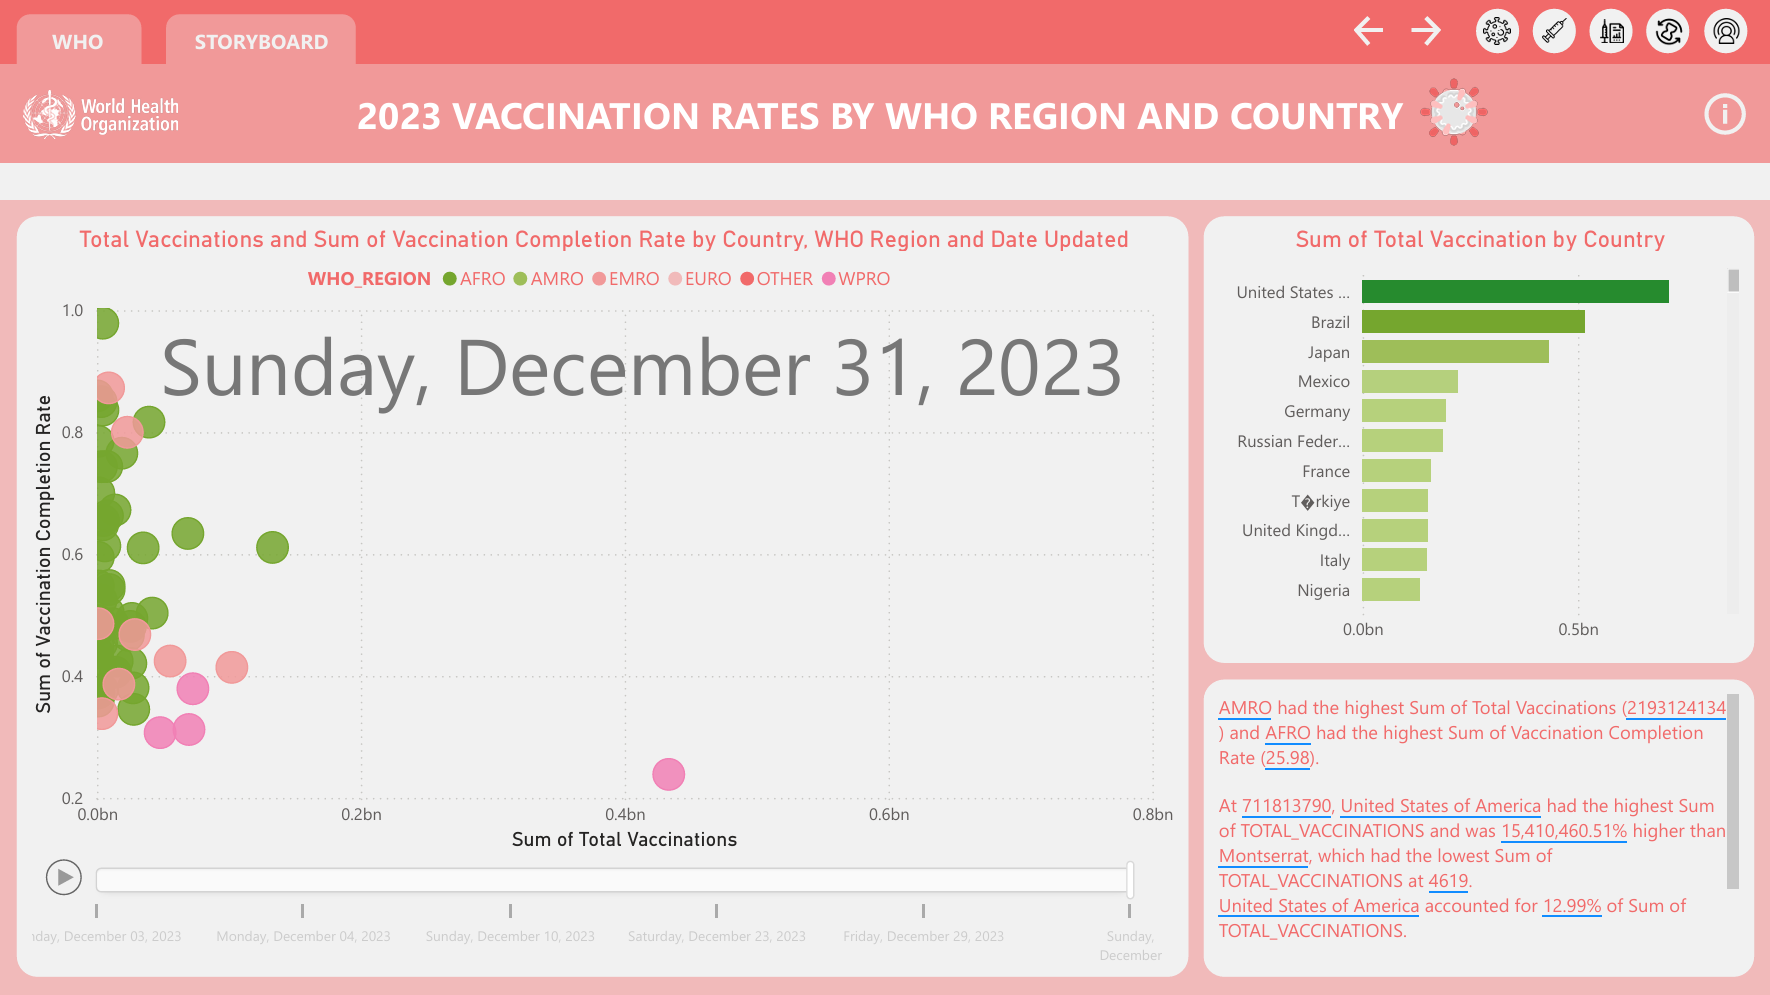 WHO
STORYBOARD
World Health
Organization
2023 VACCINATION RATES BY WHO REGION AND COUNTRY
i
Total Vaccinations and Sum of Vaccination Completion Rate by Country, WHO Region and Date Updated
WHO_REGION AFRO AMRO EMRO EURO OTHER WPRO
Sunday, December 31, 2023
Sum of Vaccination Completion Rate
1.0
0.8
0.6
0.4
0.2
0.0bn 0.2bn 0.4bn 0.6bn 0.8bn
Sum of Total Vaccinations
December 03, 2023 Monday, December 04, 2023 Sunday, December 10, 2023 Saturday, December 23, 2023 Friday, December 29, 2023 Sunday,
December
Sum of Total Vaccination by Country
United States ...
Brazil
Japan
Mexico
Germany
Russian Feder...
France
T�rkiye
United Kingd...
Italy
Nigeria
0.0bn 0.5bn
AMRO had the highest Sum of Total Vaccinations (2193124134
) and AFRO had the highest Sum of Vaccination Completion
Rate (25.98).
At 711813790, United States of America had the highest Sum
of TOTAL_VACCINATIONS and was 15,410,460.51% higher than
Montserrat, which had the lowest Sum of
TOTAL_VACCINATIONS at 4619.
United States of America accounted for 12.99% of Sum of
TOTAL_VACCINATIONS.